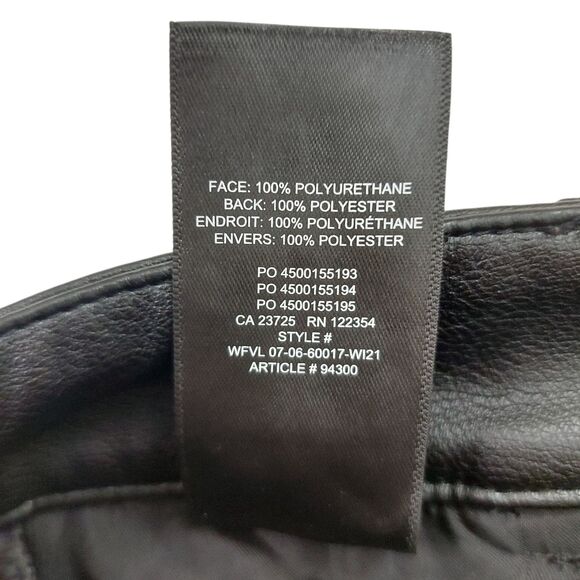 FACE: 100% POLYURETHANE
BACK: 100% POLYESTER
ENDROIT: 100% POLYURÉTHANE
ENVERS: 100% POLYESTER
PO 4500155193
PO 4500155194
PO 4500155195
CA 23725 RN 122354
STYLE #
WFVL 07-06-60017-WI21
ARTICLE # 94300